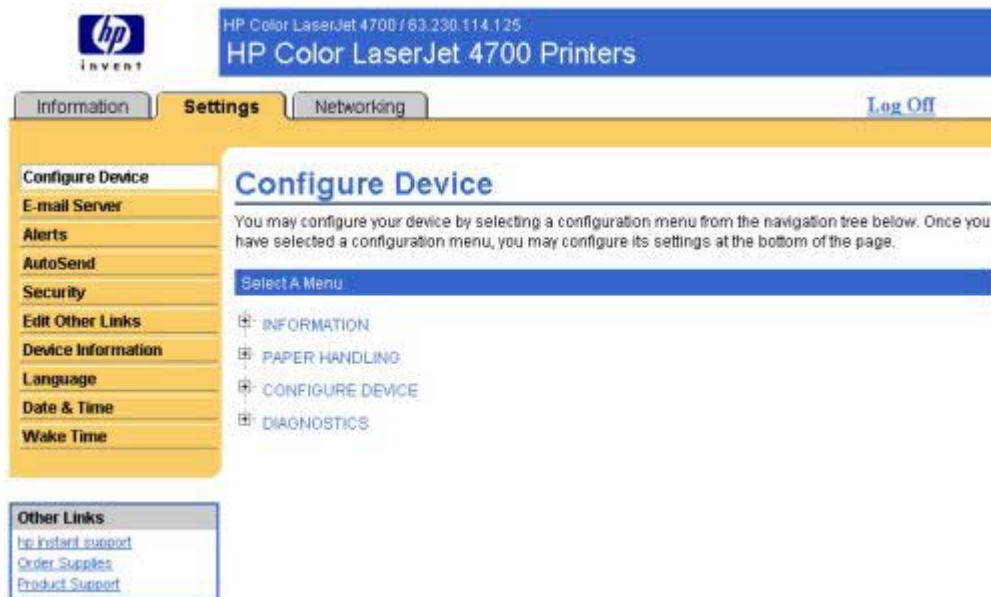 hp
invent
HP Color LaserJet 4700 / 63.230.114.125
HP Color LaserJet 4700 Printers
Information
Settings
Networking
Log Off
Configure Device
E-mail Server
Alerts
AutoSend
Security
Edit Other Links
Device Information
Language
Date & Time
Wake Time
Configure Device
You may configure your device by selecting a configuration menu from the navigation tree below. Once you
have selected a configuration menu, you may configure its settings at the bottom of the page.
Select A Menu
INFORMATION
PAPER HANDLING
CONFIGURE DEVICE
DIAGNOSTICS
Other Links
hp instant support
Order Supplies
Product Support